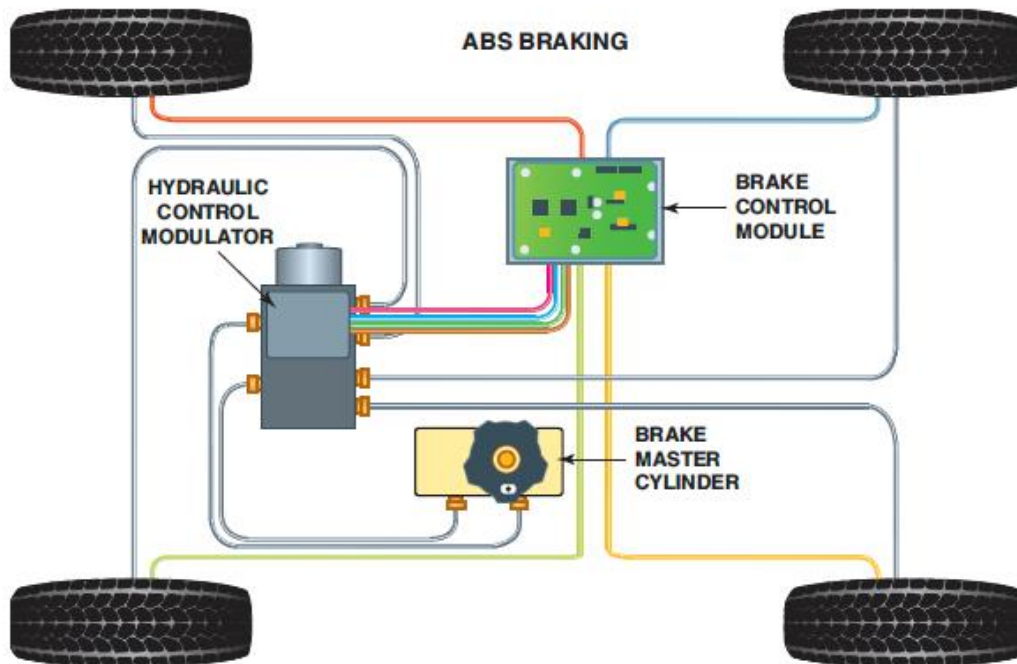 ABS BRAKING
HYDRAULIC
CONTROL
MODULATOR
BRAKE
CONTROL
MODULE
BRAKE
MASTER
CYLINDER